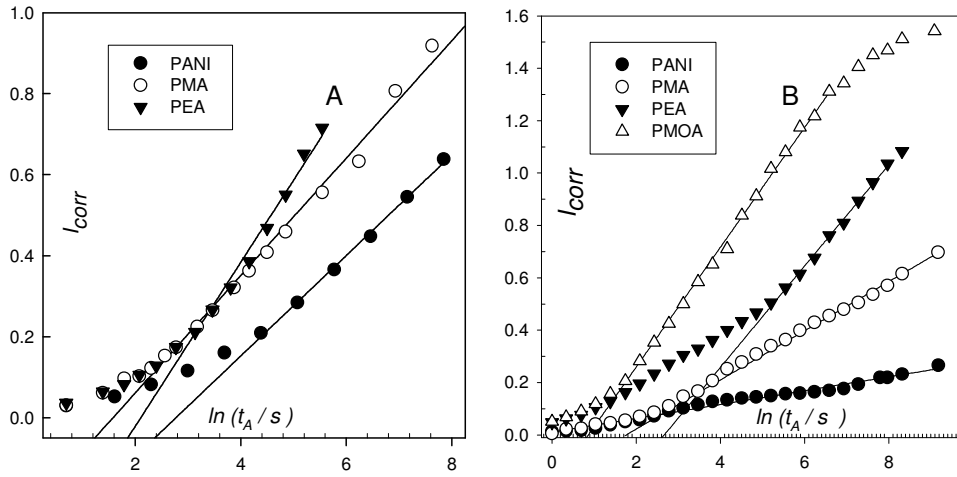 1.0
0.8
0.6
0.4
0.2
0.0
I_corr
PANI
PMA
PEA
A
ln (t_A / s )
2
4
6
8
1.6
1.4
1.2
1.0
0.8
0.6
0.4
0.2
0.0
I_corr
PANI
PMA
PEA
PMOA
B
ln (t_A / s )
0
2
4
6
8